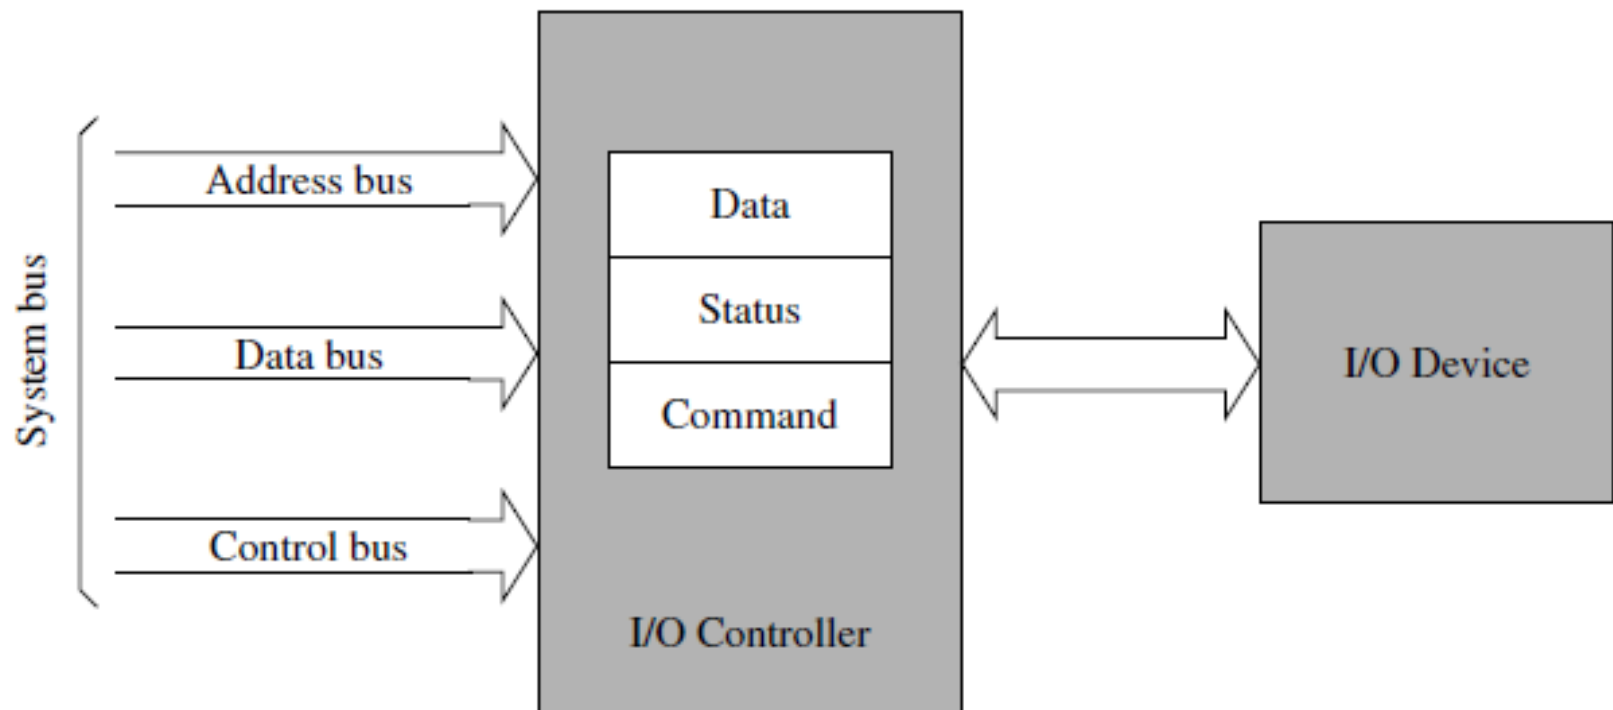 System bus
Address bus
Data bus
Control bus
Data
Status
Command
I/O Controller
I/O Device